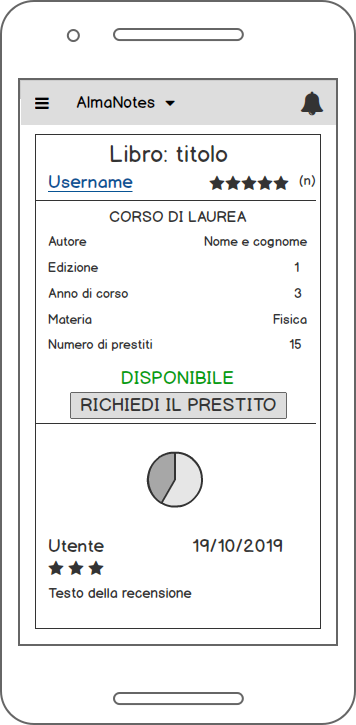 AlmaNotes
Libro: titolo
Username (n)
CORSO DI LAUREA
Autore Nome e cognome
Edizione 1
Anno di corso 3
Materia Fisica
Numero di prestiti 15
DISPONIBILE
RICHIEDI IL PRESTITO
Utente 19/10/2019
Testo della recensione